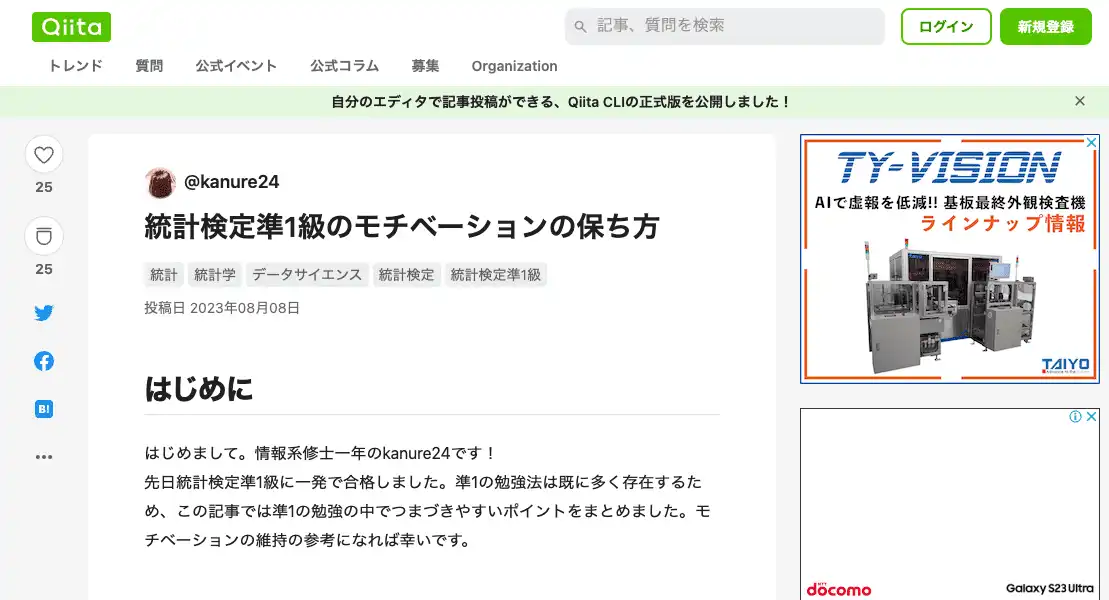 Qiita
記事、質問を検索
ログイン
新規登録
トレンド 質問 公式イベント 公式コラム 募集 Organization
自分のエディタで記事投稿ができる、Qiita CLIの正式版を公開しました！
25
25
B!
@kanure24
統計検定準1級のモチベーションの保ち方
統計 統計学 データサイエンス 統計検定 統計検定準1級
投稿日 2023年08月08日
はじめに
はじめまして。情報系修士一年のkanure24です！
先日統計検定準1級に一発で合格しました。準1の勉強法は既に多く存在するた
め、この記事では準1の勉強の中でつまづきやすいポイントをまとめました。モ
チベーションの維持の参考になれば幸いです。
TY-VISION
AIで虚報を低減!! 基板最終外観検査機
ラインナップ情報
TAIYO
docomo
Galaxy S23 Ultra